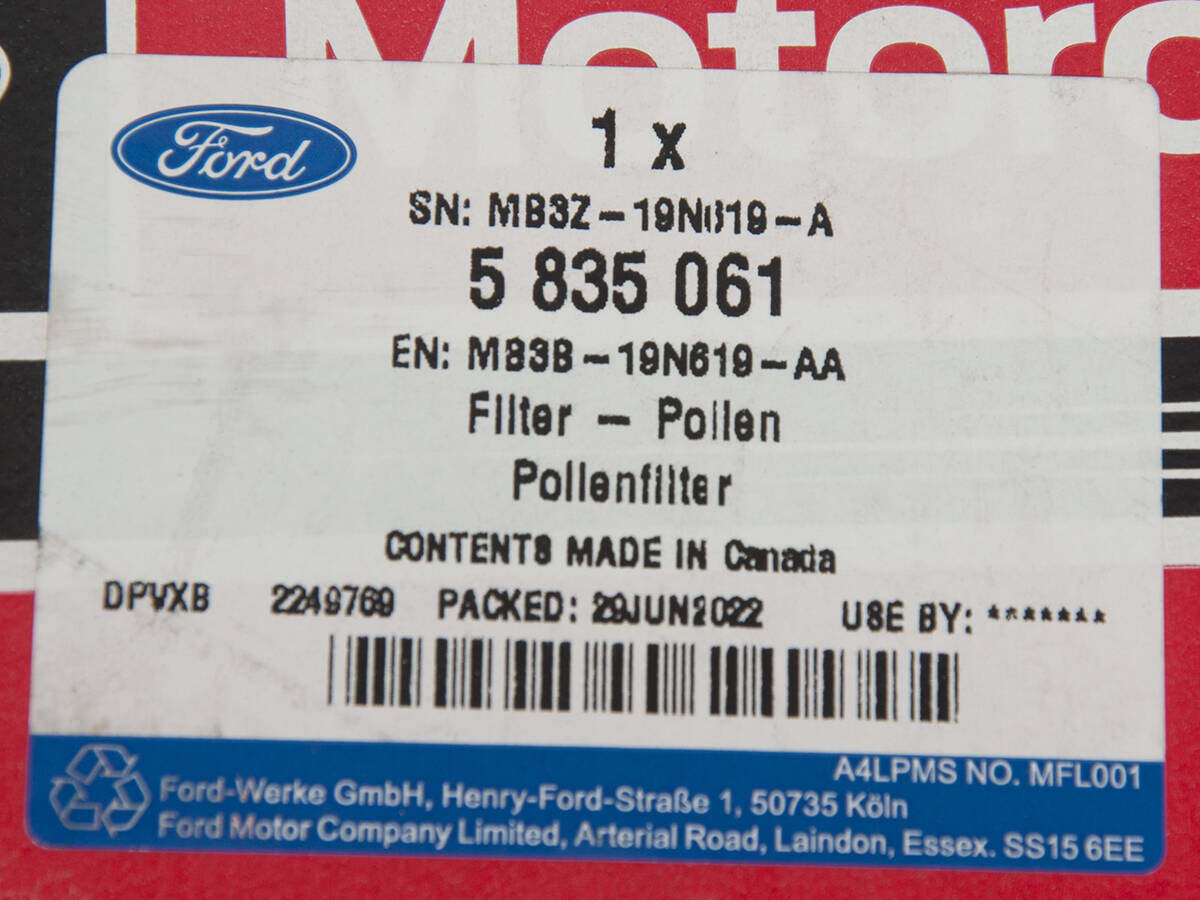 Motorc
Ford
1 x
SN: MB3Z-19N619-A
5 835 061
EN: MB3B-19N619-AA
Filter - Pollen
Pollenfilter
CONTENTS MADE IN Canada
DPVXB 2249769 PACKED: 29JUN2022 USE BY: *******
A4LPMS NO. MFL001
Ford-Werke GmbH, Henry-Ford-Straße 1, 50735 Köln
Ford Motor Company Limited, Arterial Road, Laindon, Essex. SS15 6EE